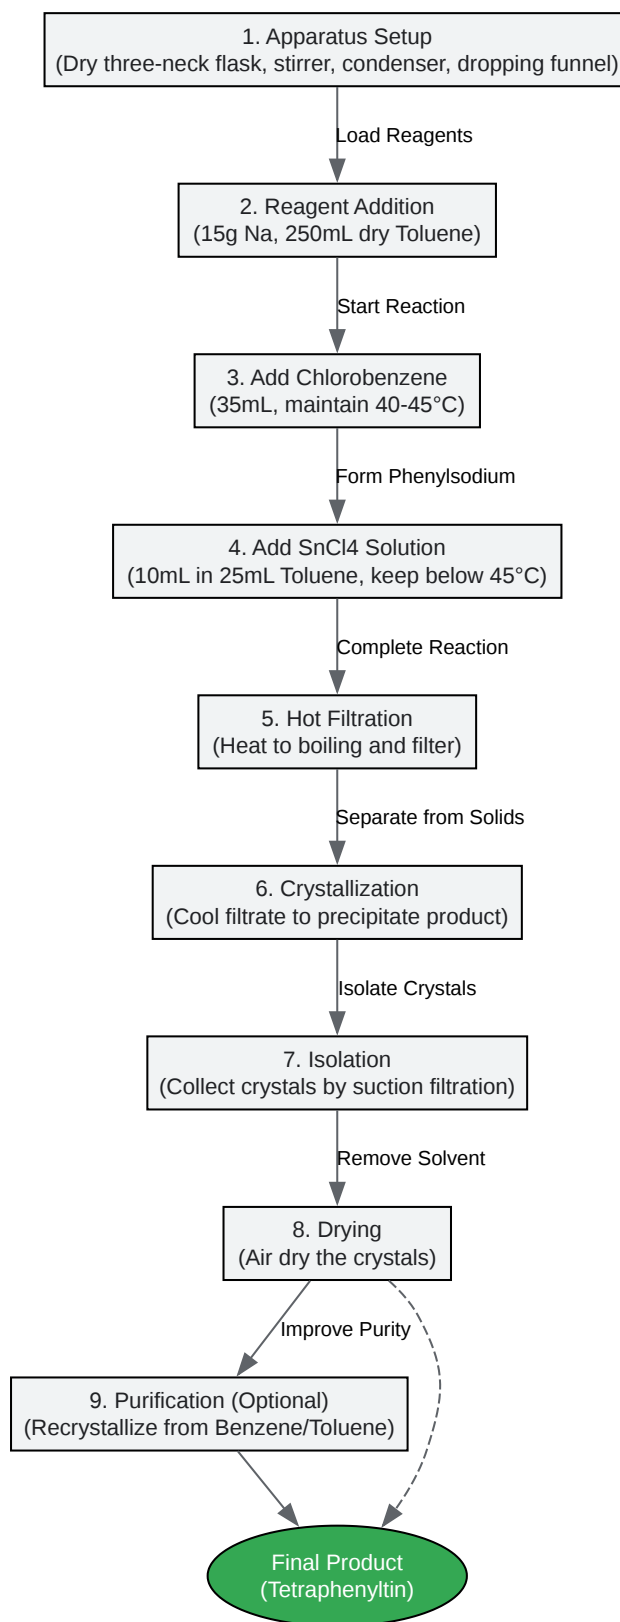 1. Apparatus Setup
(Dry three-neck flask, stirrer, condenser, dropping funnel)
Load Reagents
2. Reagent Addition
(15g Na, 250mL dry Toluene)
Start Reaction
3. Add Chlorobenzene
(35mL, maintain 40-45°C)
Form Phenylsodium
4. Add SnCl4 Solution
(10mL in 25mL Toluene, keep below 45°C)
Complete Reaction
5. Hot Filtration
(Heat to boiling and filter)
Separate from Solids
6. Crystallization
(Cool filtrate to precipitate product)
Isolate Crystals
7. Isolation
(Collect crystals by suction filtration)
Remove Solvent
8. Drying
(Air dry the crystals)
Improve Purity
9. Purification (Optional)
(Recrystallize from Benzene/Toluene)
Final Product
(Tetraphenyltin)